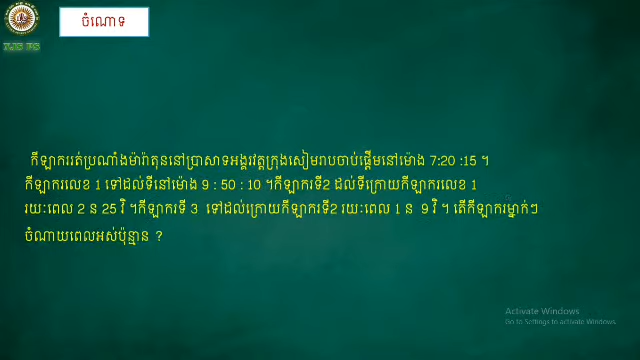 ចំណោទ
TJS PS
កីឡាកររត់ប្រណាំងម៉ារ៉ាតុននៅប្រាសាទអង្គរវត្តក្រុងសៀមរាបចាប់ផ្តើមនៅម៉ោង 7:20 :15 ។
កីឡាករលេខ 1 ទៅដល់ទីនៅម៉ោង 9 : 50 : 10 ។កីឡាករទី2 ដល់ទីក្រោយកីឡាករលេខ 1
រយៈពេល 2 ន 25 វិ ។កីឡាករទី 3 ទៅដល់ក្រោយកីឡាករទី2 រយៈពេល 1 ន 9 វិ ។ តើកីឡាករម្នាក់ៗ
ចំណាយពេលអស់ប៉ុន្មាន ?
Activate Windows
Go to Settings to activate Windows.